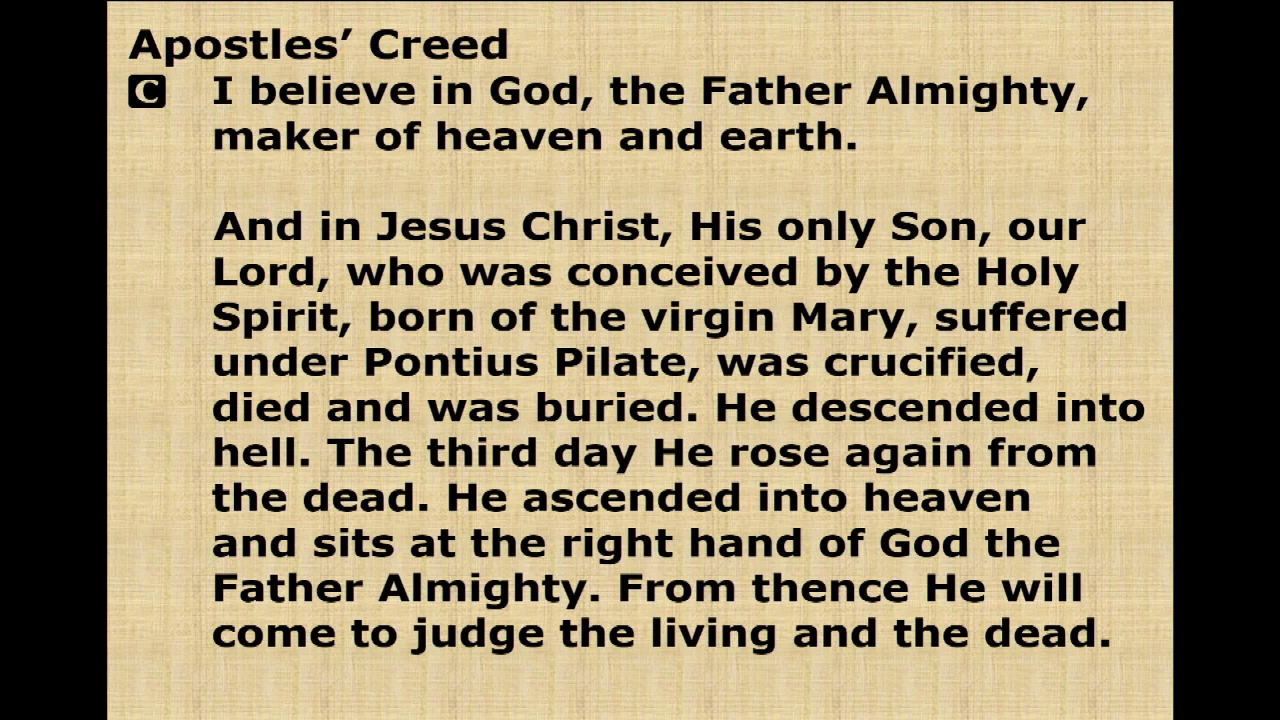 Apostles’ Creed
C I believe in God, the Father Almighty,
maker of heaven and earth.
And in Jesus Christ, His only Son, our
Lord, who was conceived by the Holy
Spirit, born of the virgin Mary, suffered
under Pontius Pilate, was crucified,
died and was buried. He descended into
hell. The third day He rose again from
the dead. He ascended into heaven
and sits at the right hand of God the
Father Almighty. From thence He will
come to judge the living and the dead.